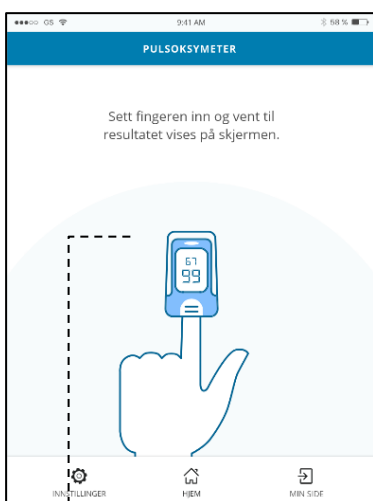 GS 9:41 AM 58 %
PULSOKSYMETER
Sett fingeren inn og vent til
resultatet vises på skjermen.
67
99
INNSTILLINGER HJEM MIN SIDE